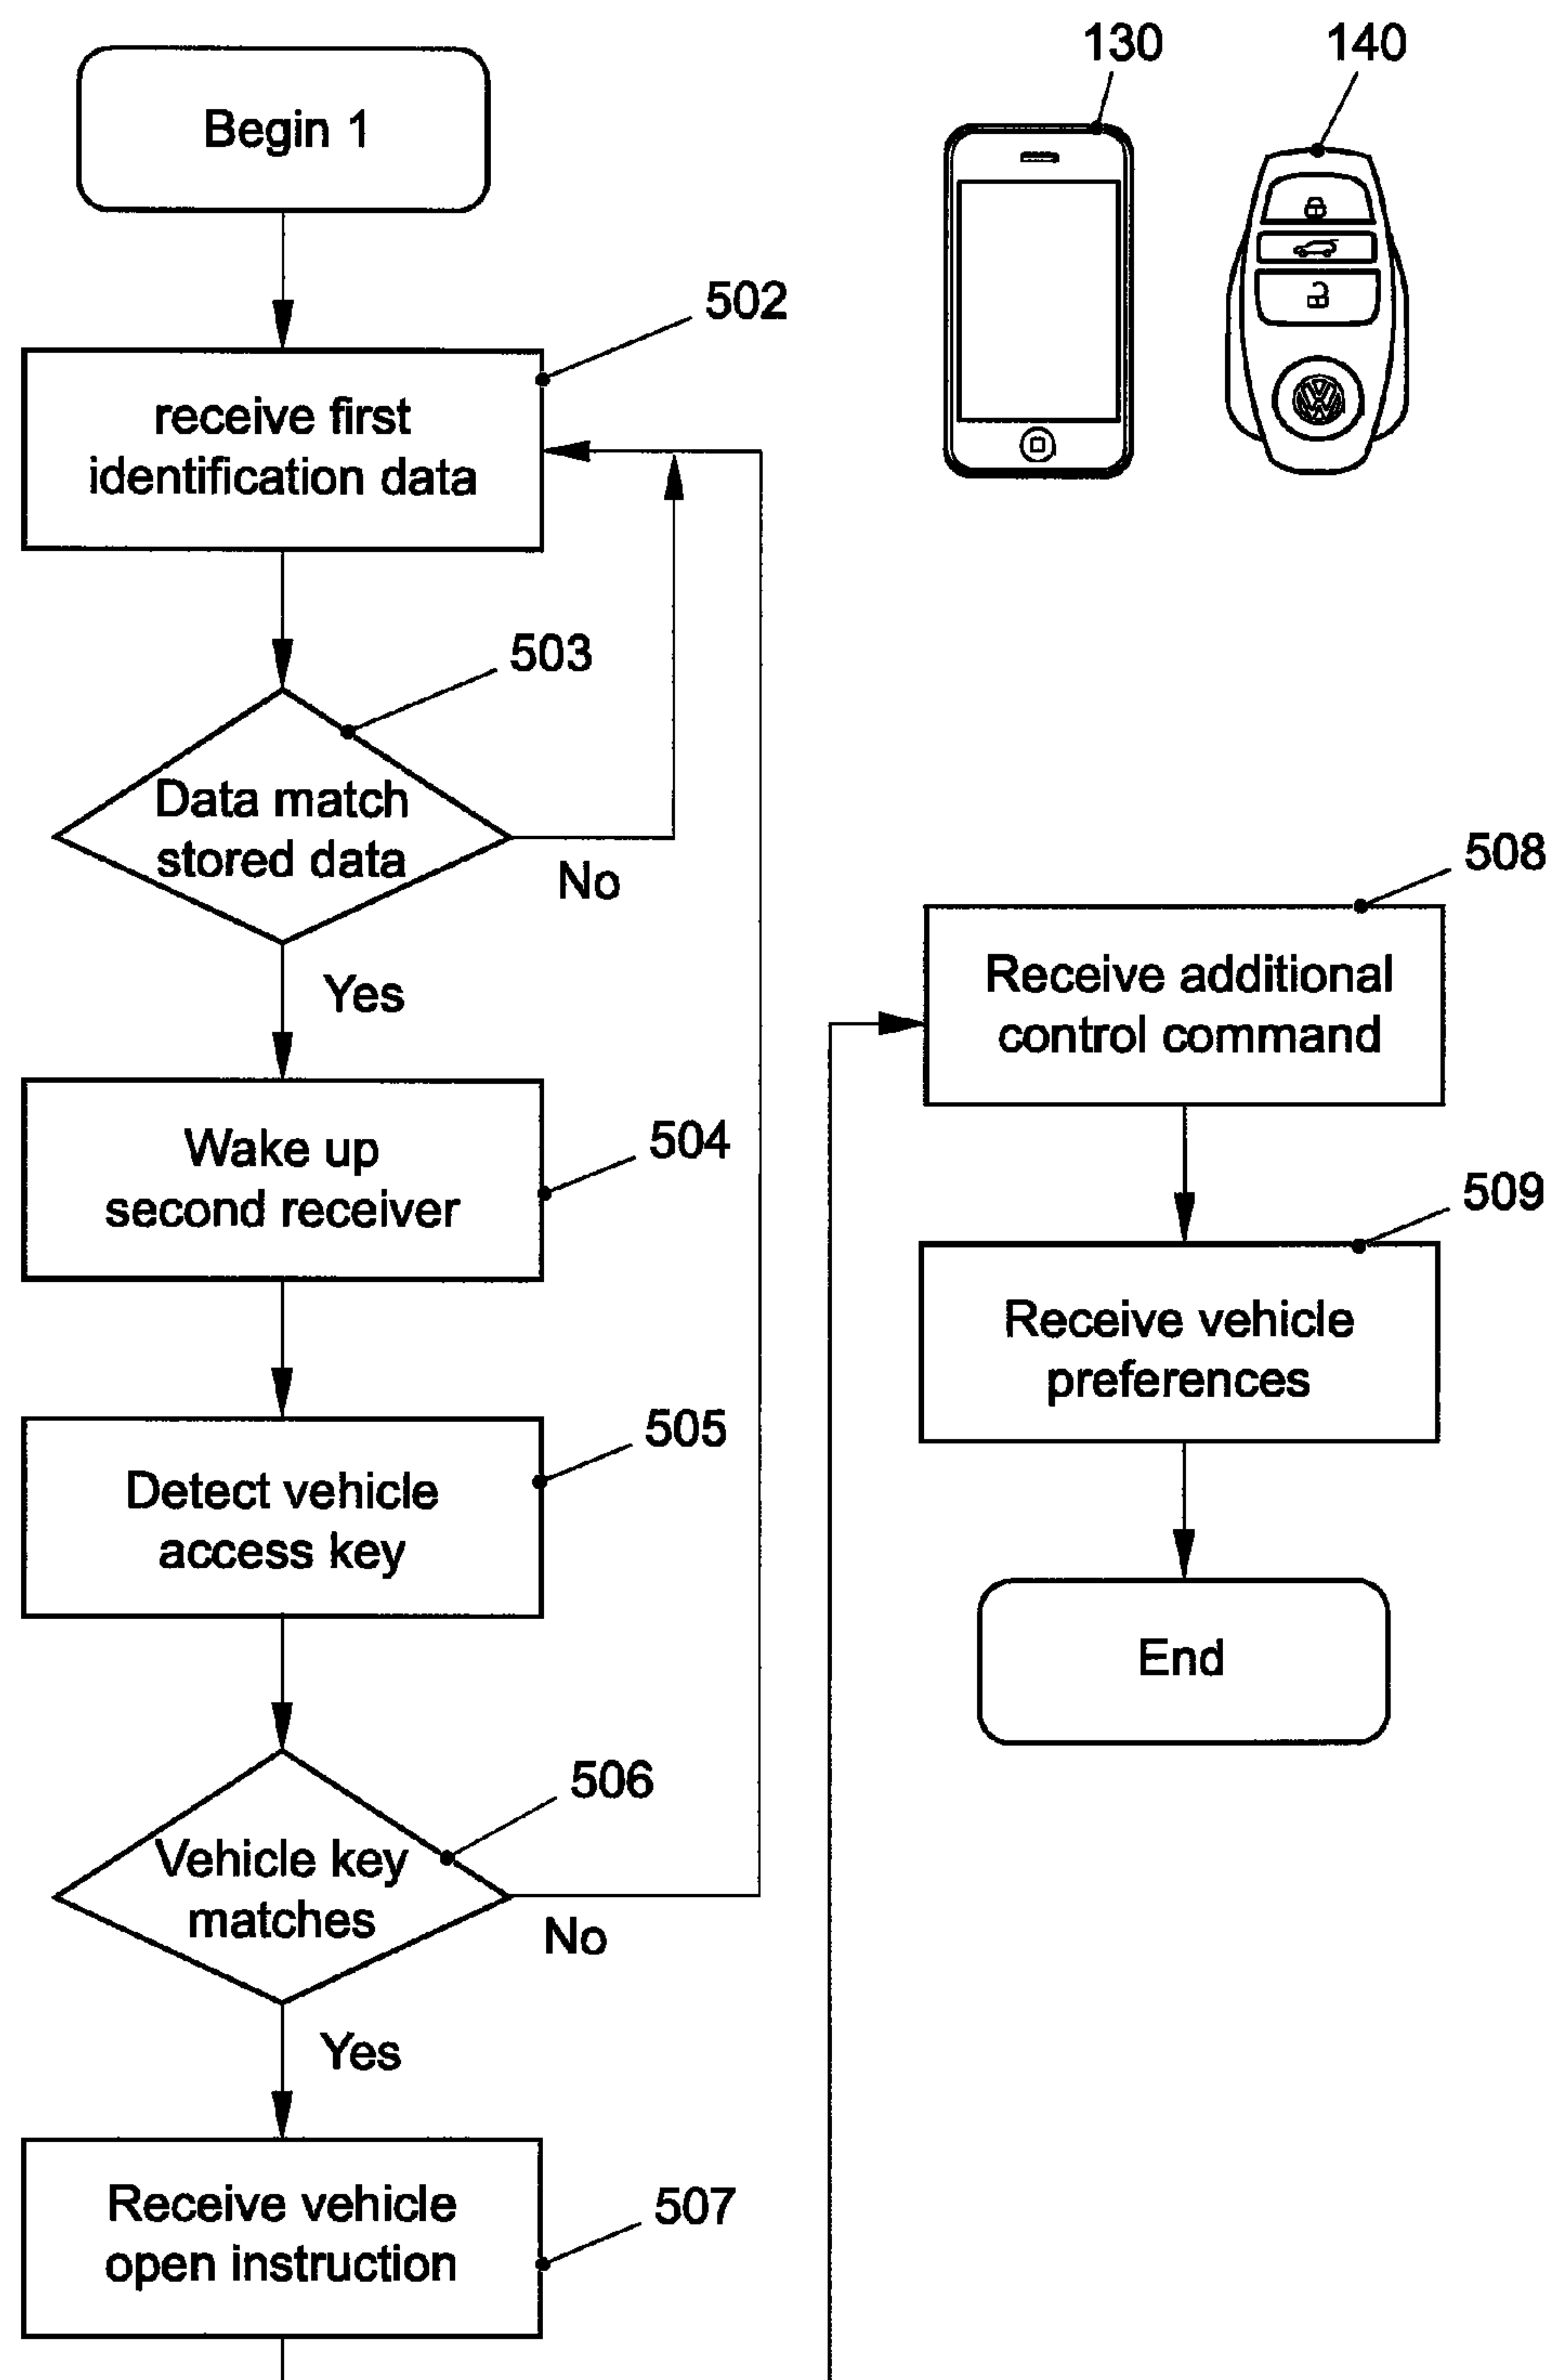 Begin 1
502
receive first
identification data
503
Data match
stored data
No
Yes
504
Wake up
second receiver
505
Detect vehicle
access key
506
Vehicle key
matches
No
Yes
507
Receive vehicle
open instruction
130
140
VW
508
Receive additional
control command
509
Receive vehicle
preferences
End